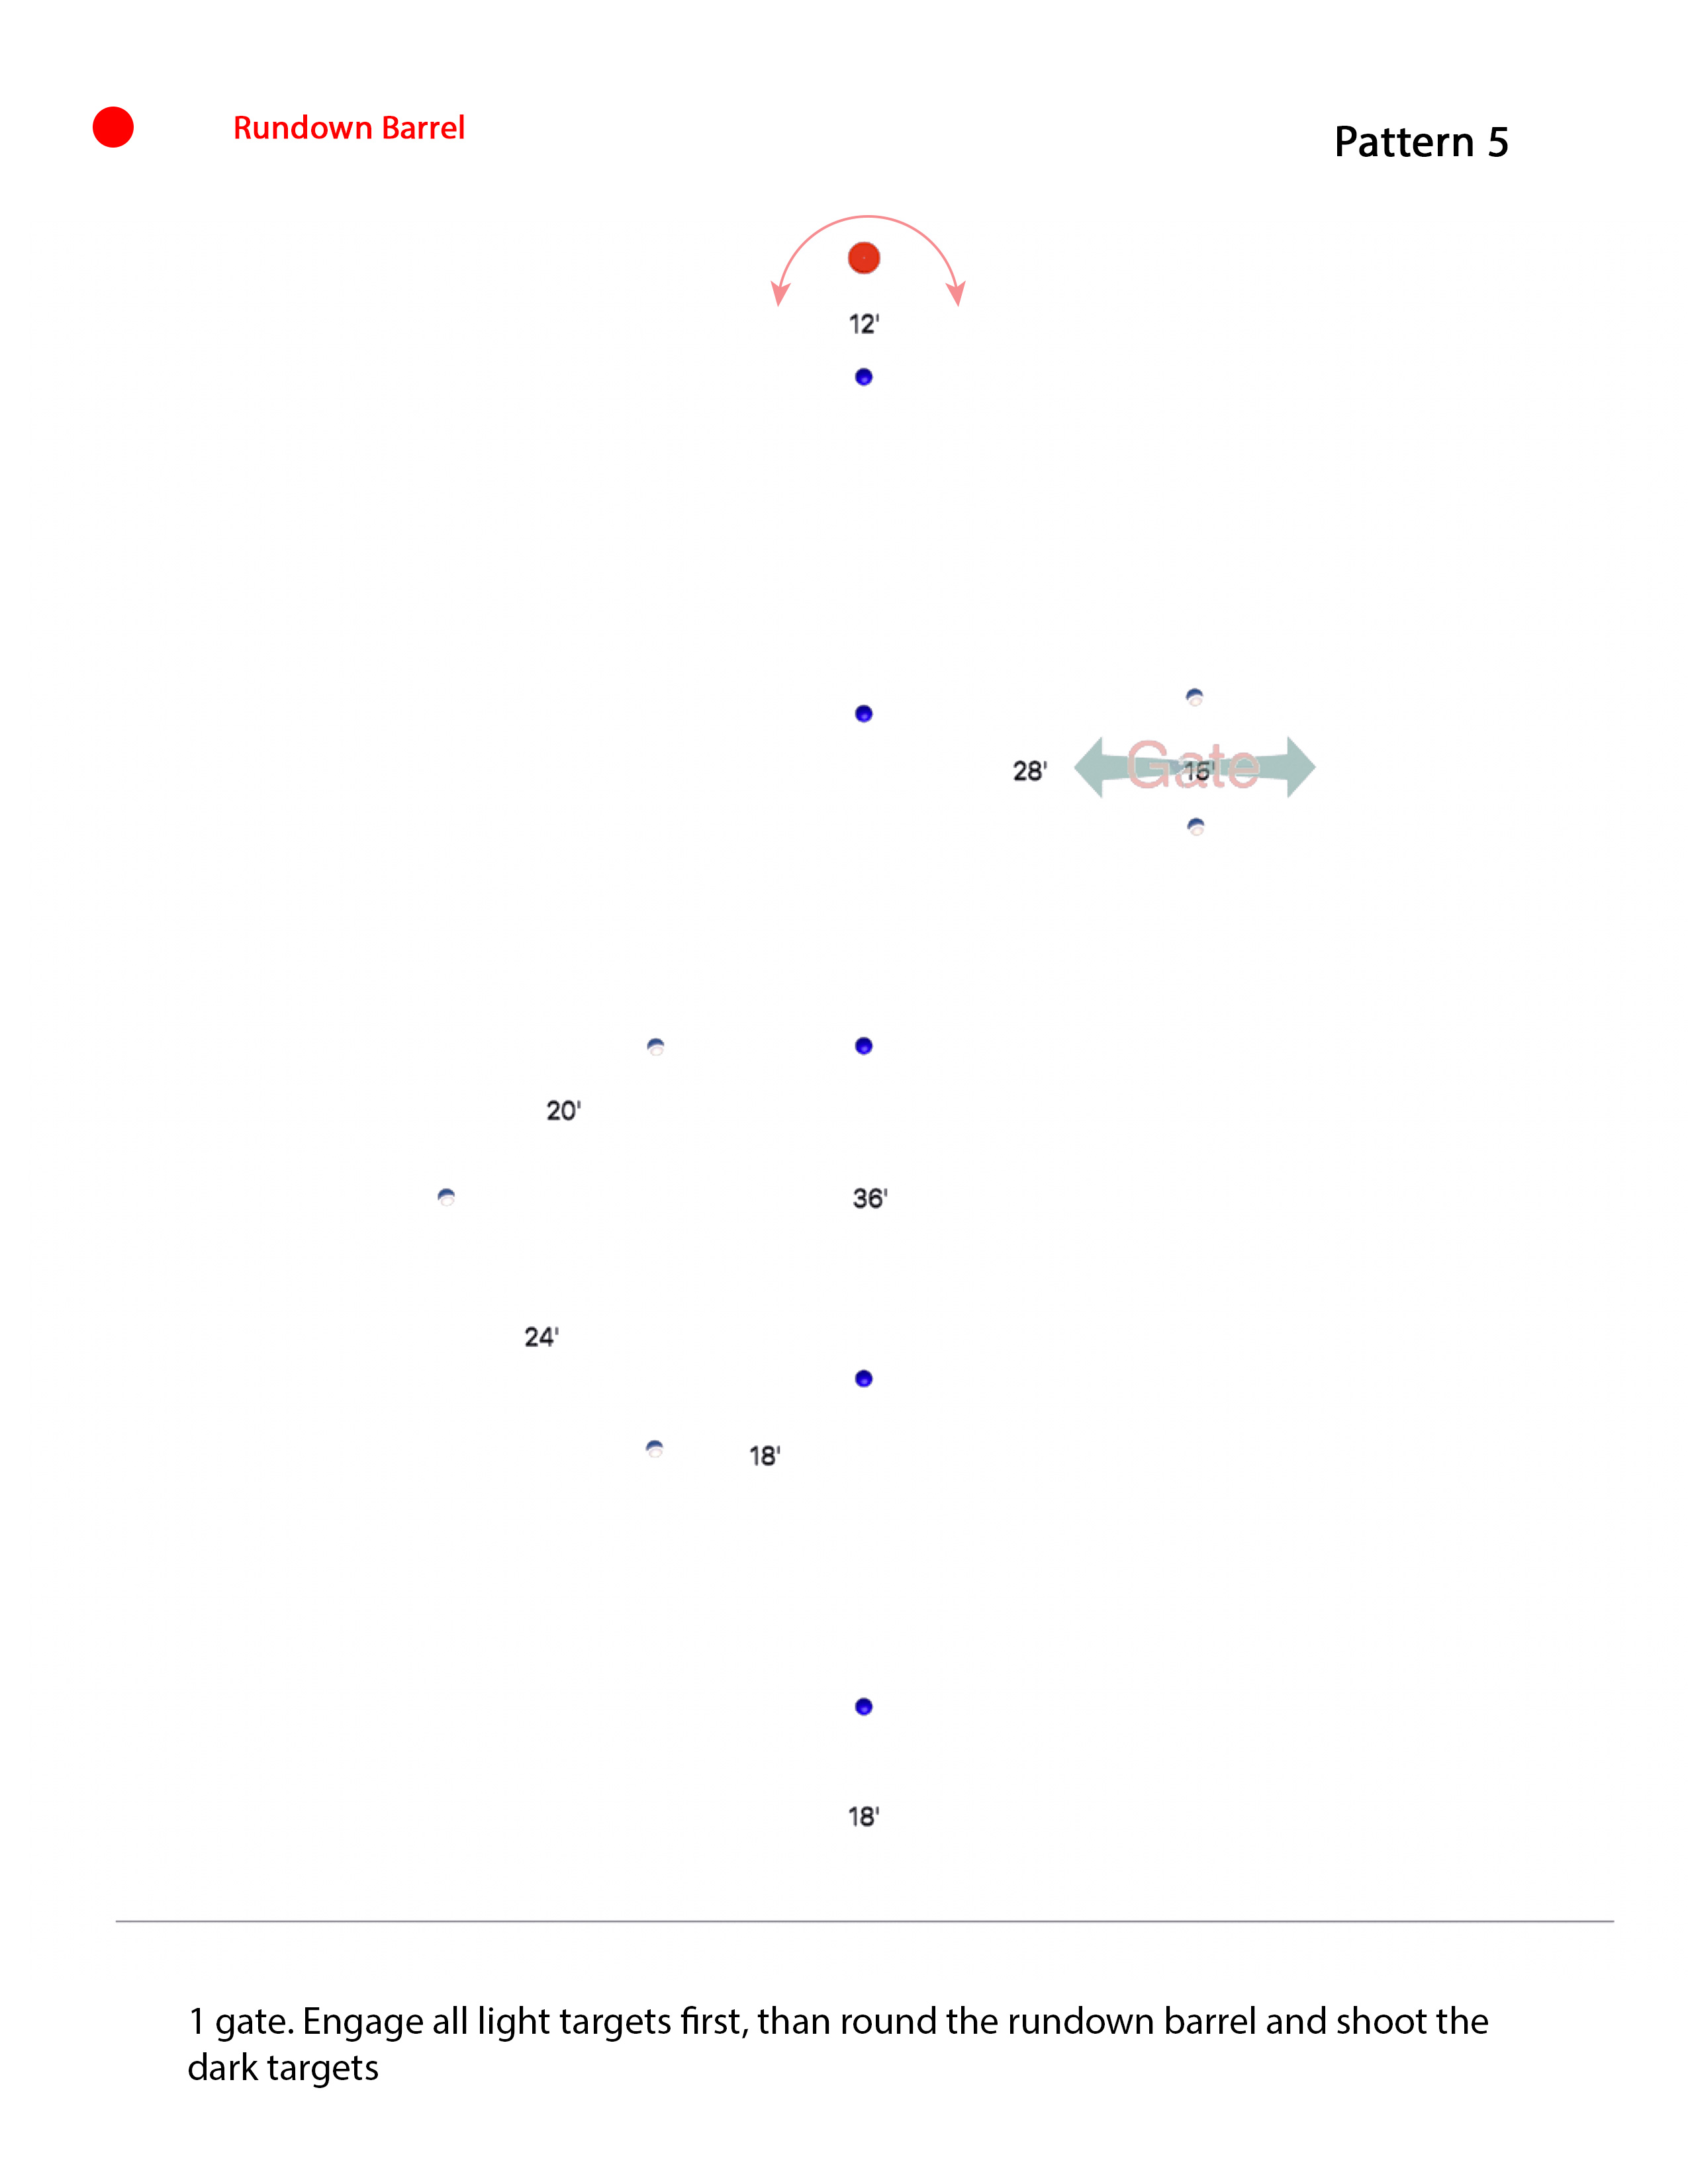 Rundown Barrel
Pattern 5
12'
28'
Gate
15'
20'
36'
24'
18'
18'
1 gate. Engage all light targets first, than round the rundown barrel and shoot the
dark targets